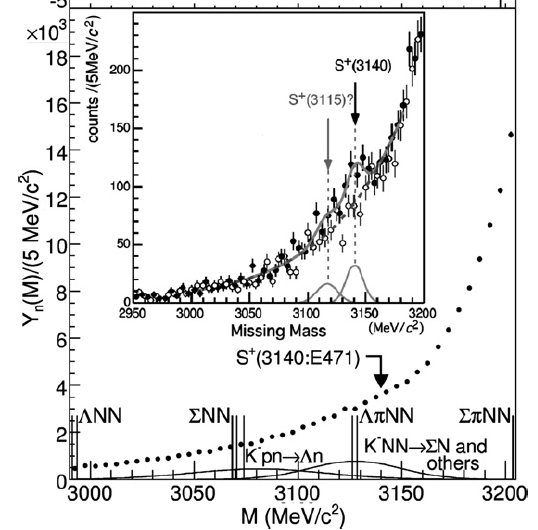 -5
×10³
18
16
14
12
10
8
6
4
2
0
Yₙ(M)/(5 MeV/c²)
counts /(5MeV/c²)
200
150
100
50
0
S⁺(3140)
S⁺(3115)?
2950 3000 3050 3100 3150 3200
Missing Mass (MeV/c²)
S⁺(3140:E471)
ΛNN ΣNN ΛπNN ΣπNN
K⁻pn→Λn
K⁻NN→ΣN and
others
3000 3050 3100 3150 3200
M (MeV/c²)